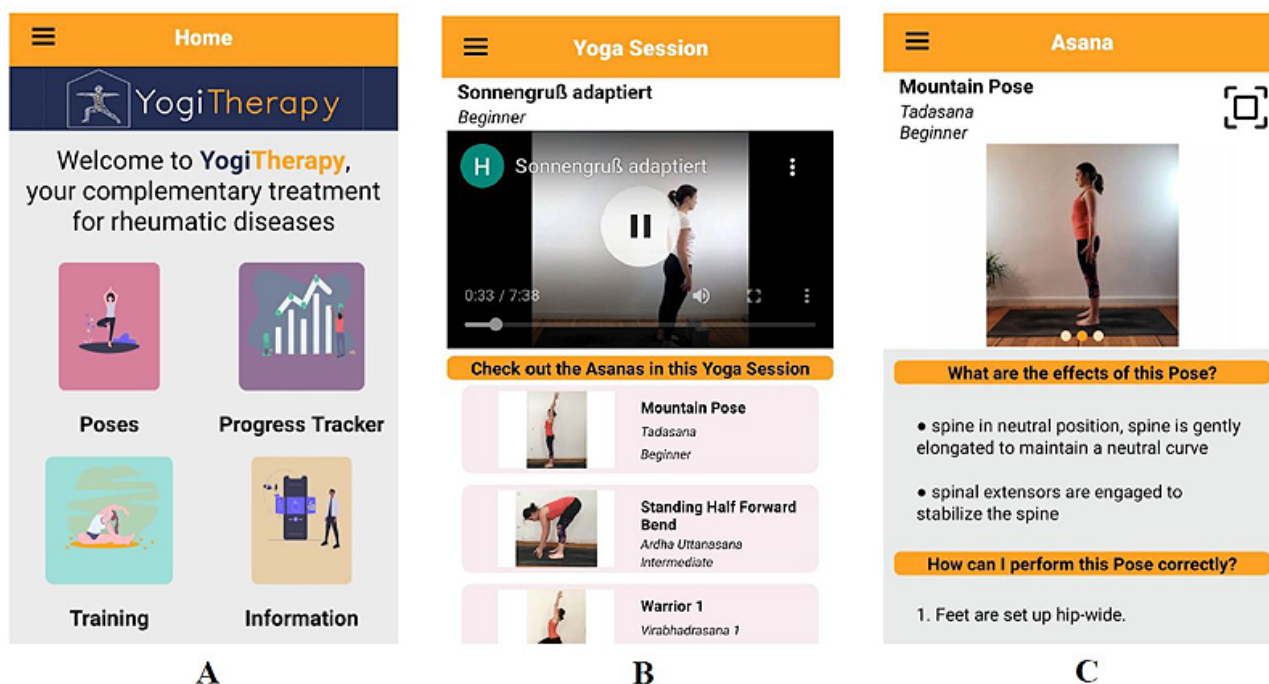 Home
YogiTherapy
Welcome to YogiTherapy,
your complementary treatment
for rheumatic diseases
Poses
Progress Tracker
Training
Information
A
Yoga Session
Sonnengruß adaptiert
Beginner
H
Sonnengruß adaptiert
0:33 / 7:38
Check out the Asanas in this Yoga Session
Mountain Pose
Tadasana
Beginner
Standing Half Forward
Bend
Ardha Uttanasana
Intermediate
Warrior 1
Virabhadrasana 1
B
Asana
Mountain Pose
Tadasana
Beginner
What are the effects of this Pose?
● spine in neutral position, spine is gently
elongated to maintain a neutral curve
● spinal extensors are engaged to
stabilize the spine
How can I perform this Pose correctly?
1. Feet are set up hip-wide.
C